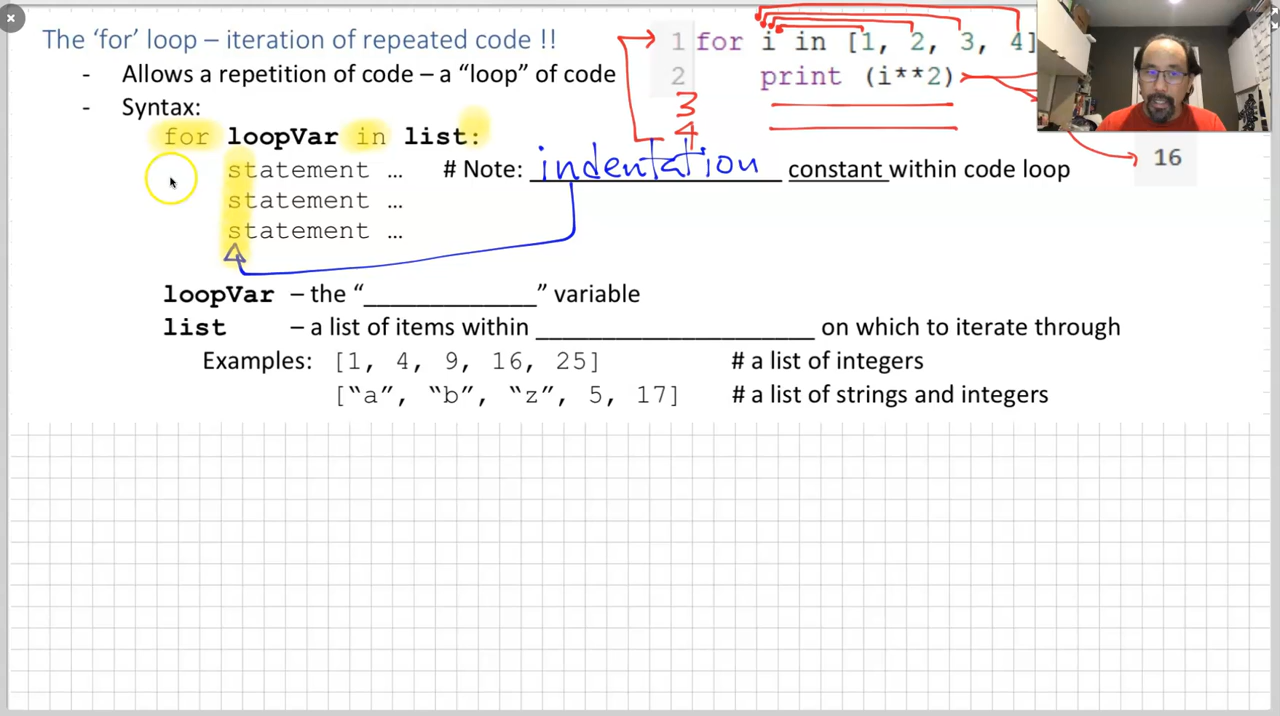 The ‘for’ loop – iteration of repeated code !!
- Allows a repetition of code – a “loop” of code
- Syntax:
for loopVar in list:
statement …
statement …
statement …
# Note: indentation constant within code loop
1 for i in [1, 2, 3, 4]
2 print (i**2)
3
4
16
loopVar – the “_____________” variable
list – a list of items within ____________________ on which to iterate through
Examples: [1, 4, 9, 16, 25] # a list of integers
[“a”, “b”, “z”, 5, 17] # a list of strings and integers